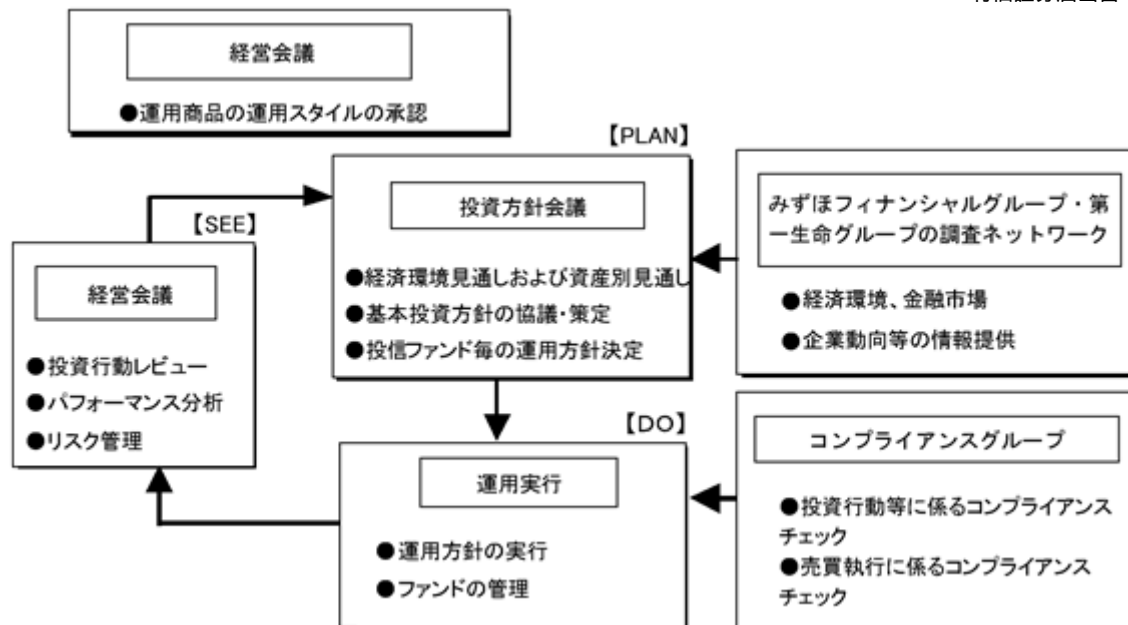 経営会議
●運用商品の運用スタイルの承認
【PLAN】
投資方針会議
●経済環境見通しおよび資産別見通し
●基本投資方針の協議・策定
●投信ファンド毎の運用方針決定
みずほフィナンシャルグループ・第
一生命グループの調査ネットワーク
●経済環境、金融市場
●企業動向等の情報提供
【SEE】
経営会議
●投資行動レビュー
●パフォーマンス分析
●リスク管理
【DO】
運用実行
●運用方針の実行
●ファンドの管理
コンプライアンスグループ
●投資行動等に係るコンプライアンス
チェック
●売買執行に係るコンプライアンス
チェック